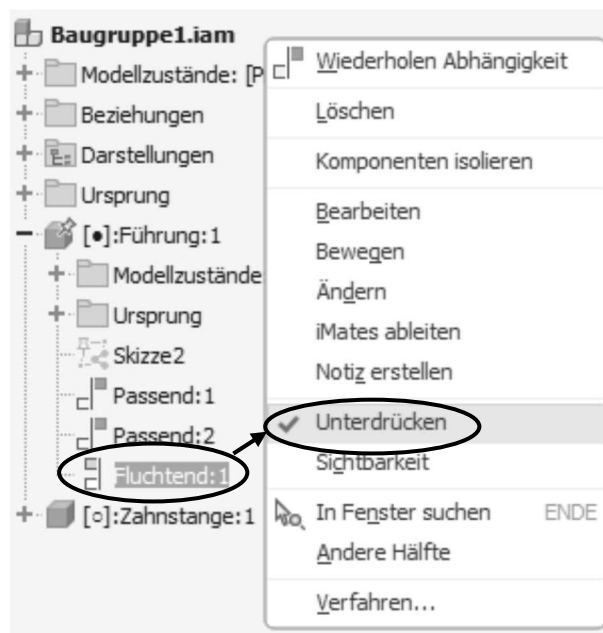 Baugruppe1.iam
Modellzustände: [P
Beziehungen
Darstellungen
Ursprung
[●]:Führung:1
Modellzustände
Ursprung
Skizze2
Passend:1
Passend:2
Fluchtend:1
[○]:Zahnstange:1
Wiederholen Abhängigkeit
Löschen
Komponenten isolieren
Bearbeiten
Bewegen
Ändern
iMates ableiten
Notiz erstellen
Unterdrücken
Sichtbarkeit
In Fenster suchen ENDE
Andere Hälfte
Verfahren...